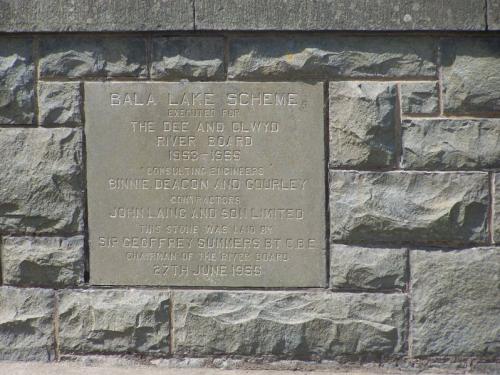 BALA LAKE SCHEME
EXECUTED FOR
THE DEE AND CLWYD
RIVER BOARD
1953-1955
CONSULTING ENGINEERS
BINNIE DEACON AND GOURLEY
CONTRACTORS
JOHN LAING AND SON LIMITED
THIS STONE WAS LAID BY
SIR GEOFFREY SUMMERS BT. C.B.E.
CHAIRMAN OF THE RIVER BOARD
27TH JUNE 1955